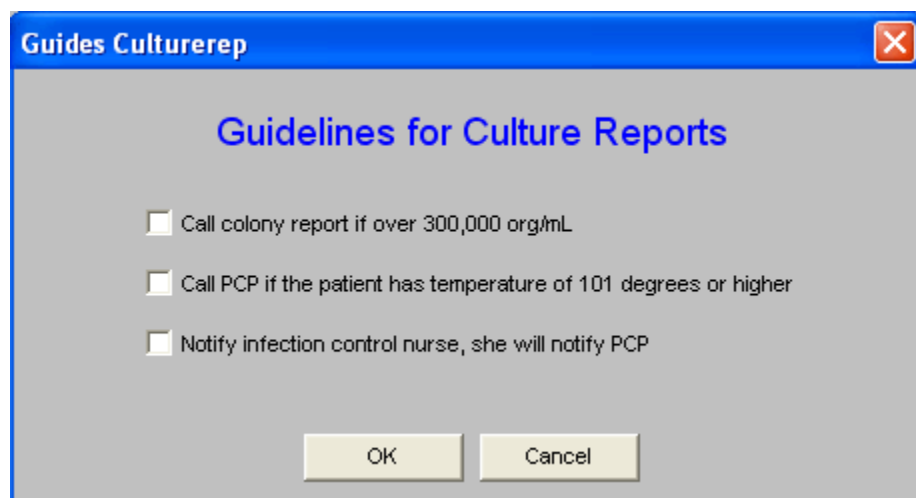 Guides Culturerep
Guidelines for Culture Reports
Call colony report if over 300,000 org/mL
Call PCP if the patient has temperature of 101 degrees or higher
Notify infection control nurse, she will notify PCP
OK Cancel